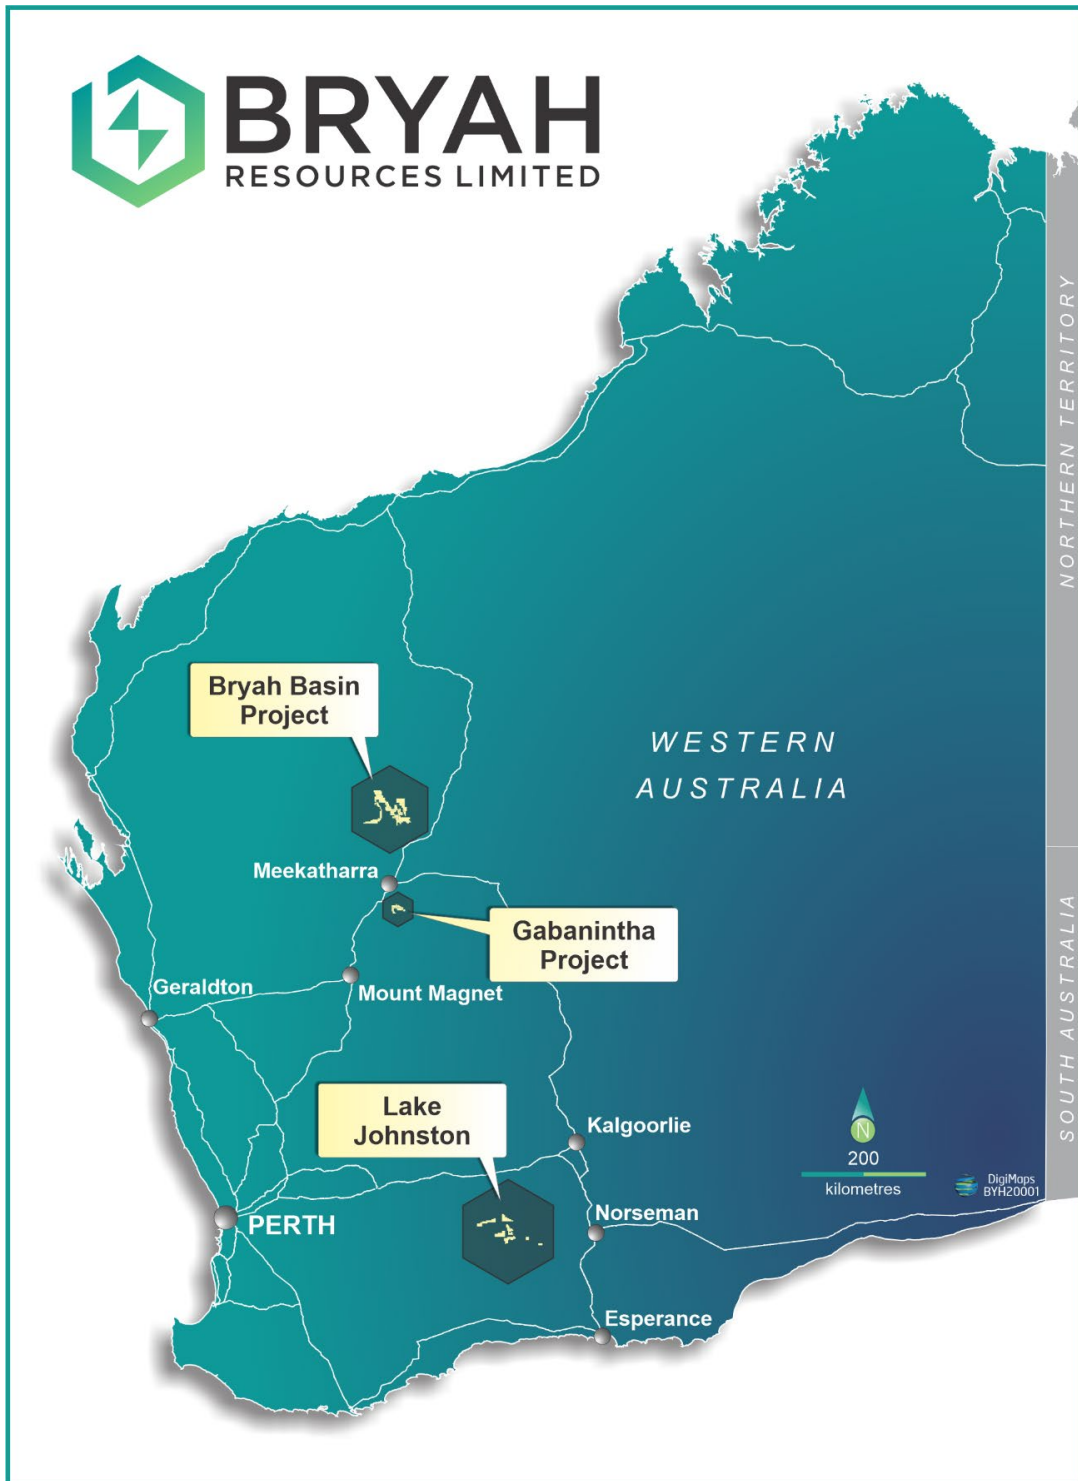 BRYAH
RESOURCES LIMITED
NORTHERN TERRITORY
Bryah Basin
Project
WESTERN
AUSTRALIA
Meekatharra
Gabanintha
Project
Geraldton
Mount Magnet
SOUTH AUSTRALIA
Lake
Johnston
Kalgoorlie
N
200
kilometres
DigiMaps
BYH20001
PERTH
Norseman
Esperance